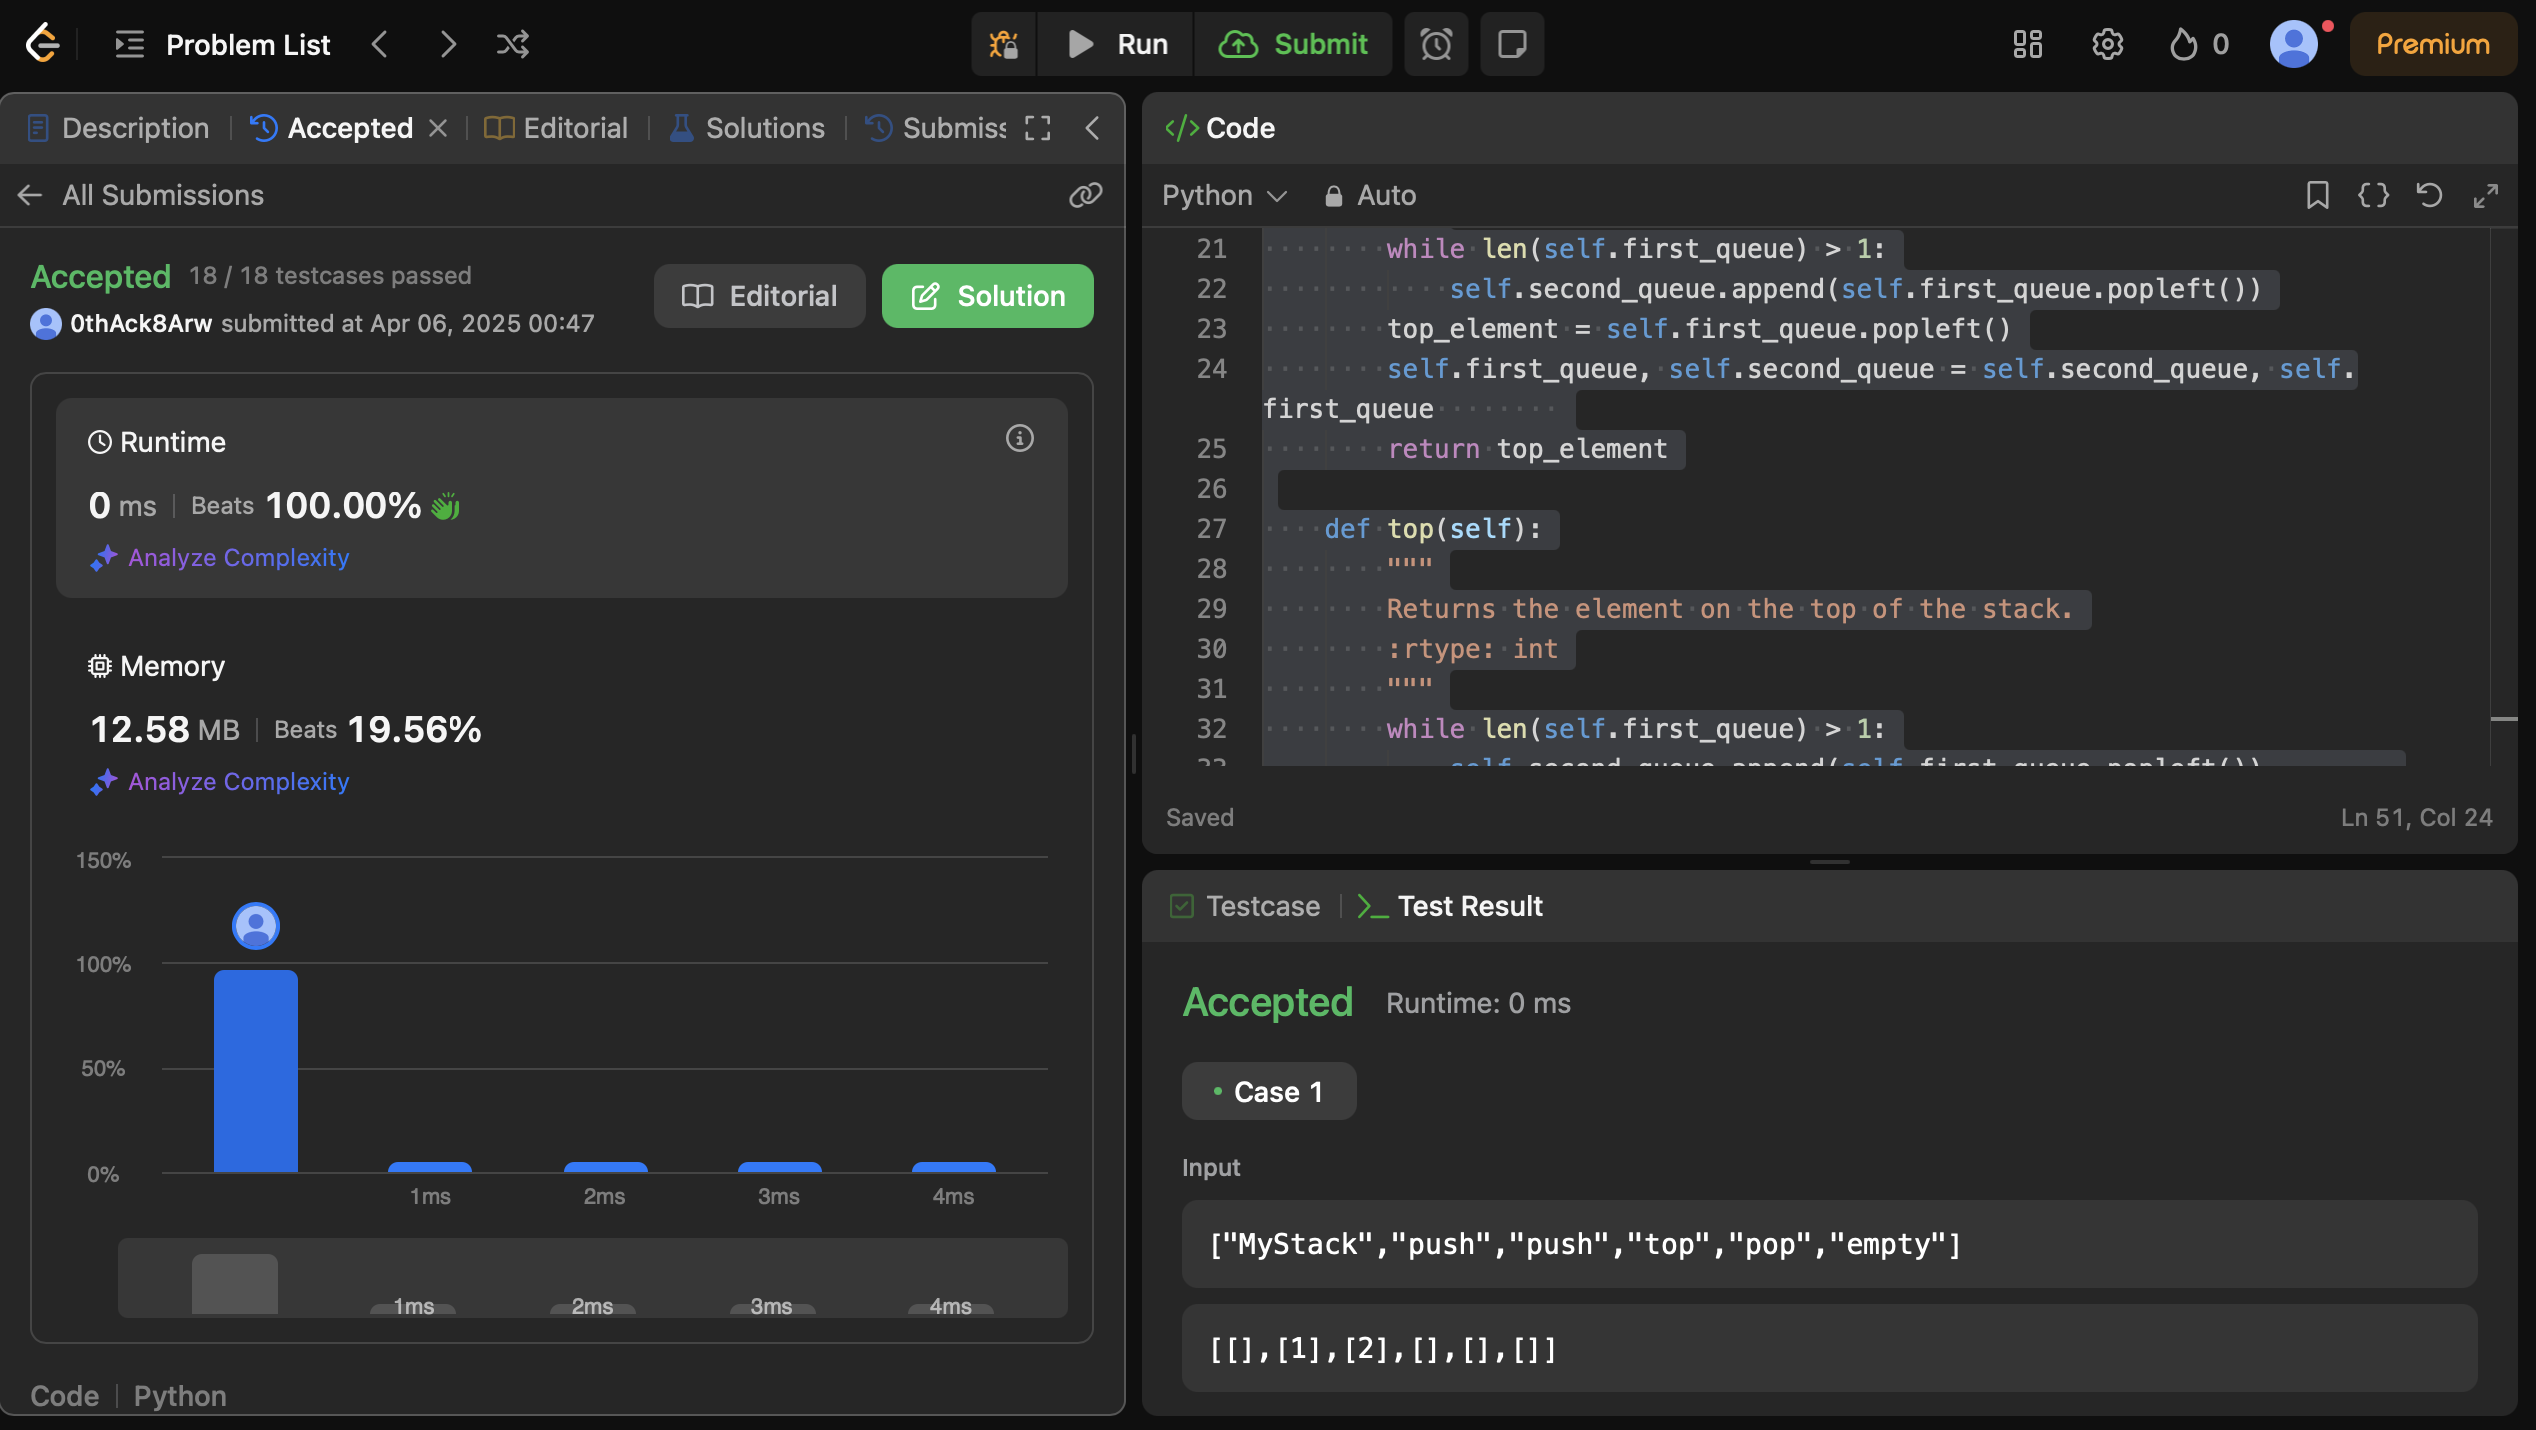 Problem List
Run
Submit
0
Premium
Description
Accepted
Editorial
Solutions
Submiss
All Submissions
Accepted 18 / 18 testcases passed
0thAck8Arw submitted at Apr 06, 2025 00:47
Editorial
Solution
Runtime
0 ms Beats 100.00%
Analyze Complexity
Memory
12.58 MB Beats 19.56%
Analyze Complexity
150%
100%
50%
0%
1ms 2ms 3ms 4ms
1ms 2ms 3ms 4ms
Code | Python
</> Code
Python Auto
21 while len(self.first_queue) > 1:
22 self.second_queue.append(self.first_queue.popleft())
23 top_element = self.first_queue.popleft()
24 self.first_queue, self.second_queue = self.second_queue, self.
first_queue
25 return top_element
26
27 def top(self):
28 """
29 Returns the element on the top of the stack.
30 :rtype: int
31 """
32 while len(self.first_queue) > 1:
33 self.second_queue.append(self.first_queue.popleft())
Saved
Ln 51, Col 24
Testcase
Test Result
Accepted Runtime: 0 ms
Case 1
Input
["MyStack","push","push","top","pop","empty"]
[[],[1],[2],[],[],[]]